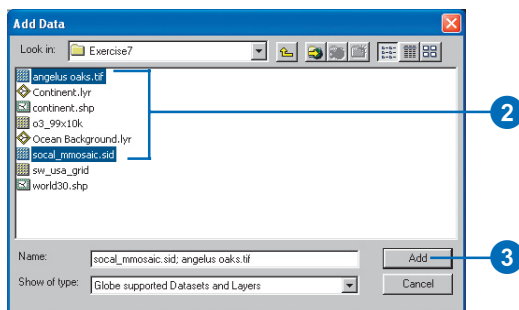 Add Data
Look in: Exercise7
angelus oaks.tif
Continent.lyr
continent.shp
o3_99x10k
Ocean Background.lyr
socal_mmosaic.sid
sw_usa_grid
world30.shp
2
Name: socal_mmosaic.sid; angelus oaks.tif Add 3
Show of type: Globe supported Datasets and Layers Cancel